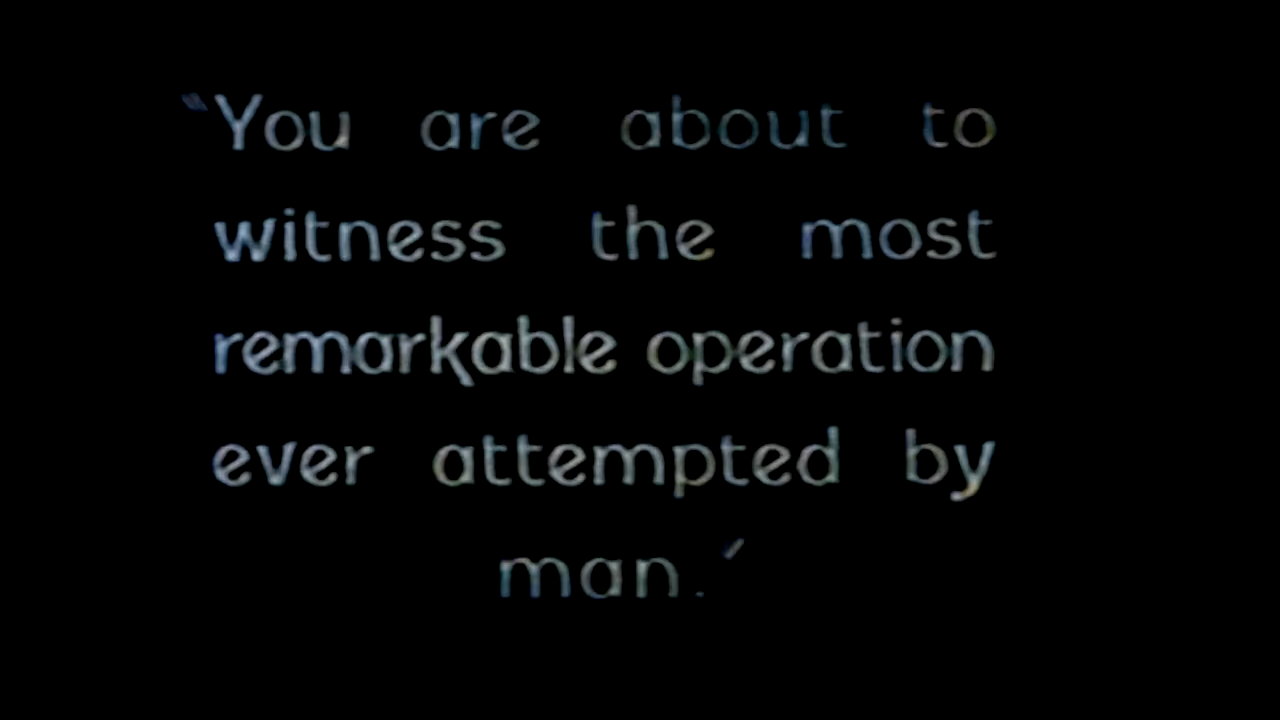 "You are about to
witness the most
remarkable operation
ever attempted by
man."